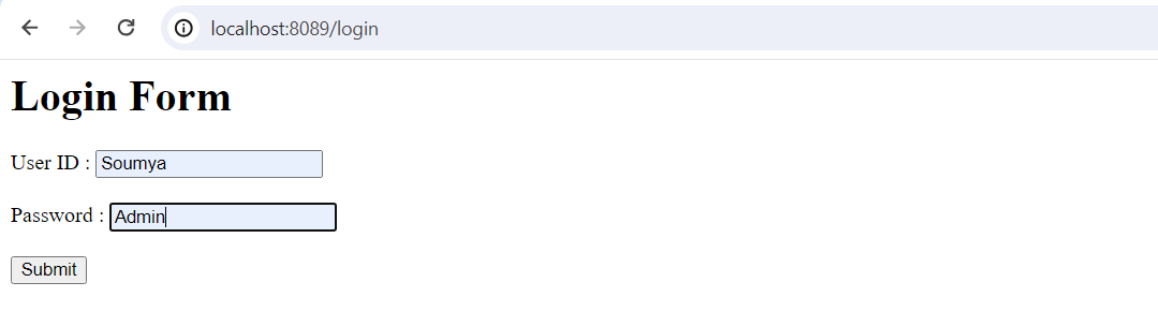 localhost:8089/login
Login Form
User ID : Soumya
Password : Admin
Submit